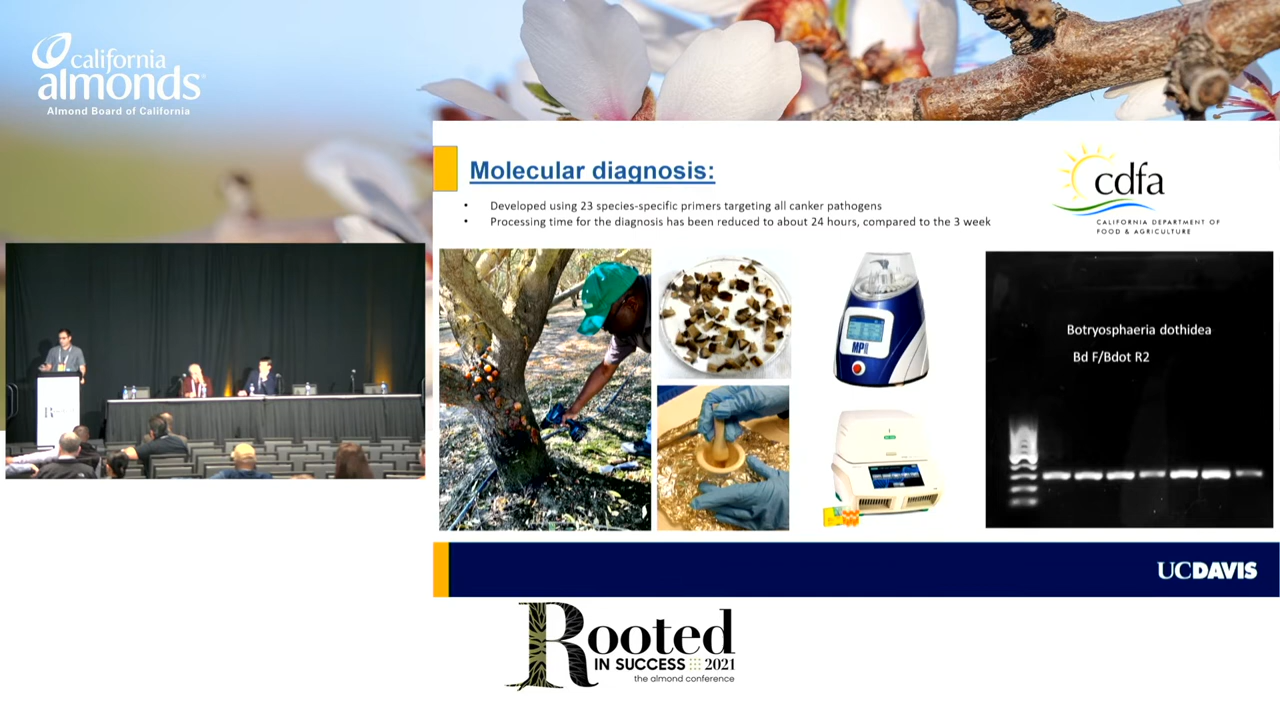 california
almonds
Almond Board of California
Molecular diagnosis:
• Developed using 23 species-specific primers targeting all canker pathogens
• Processing time for the diagnosis has been reduced to about 24 hours, compared to the 3 week
cdfa
CALIFORNIA DEPARTMENT OF
FOOD & AGRICULTURE
MP
Botryosphaeria dothidea
Bd F/Bdot R2
UCDAVIS
Rooted
IN SUCCESS 2021
the almond conference